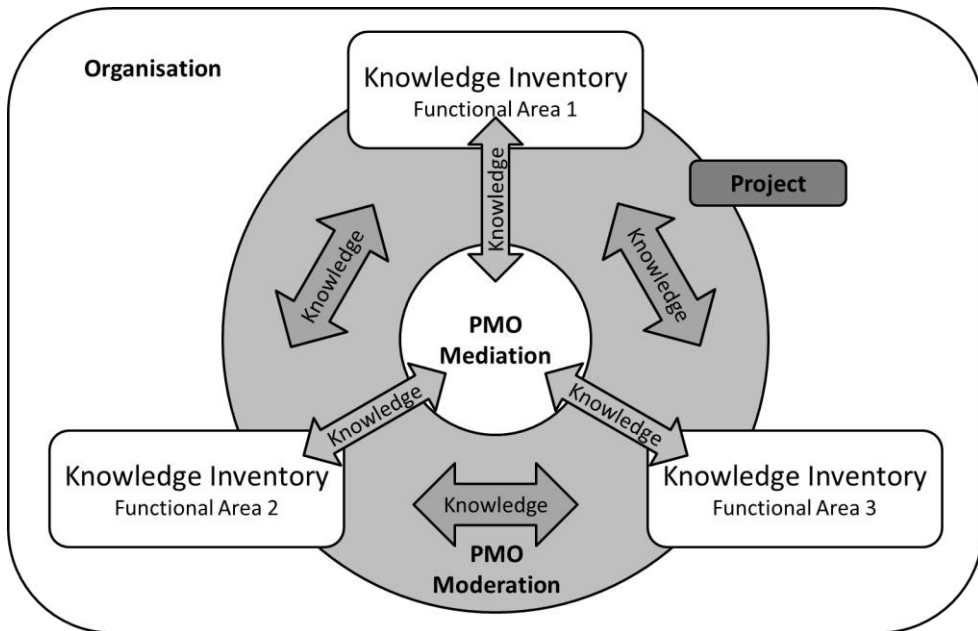 Organisation
Knowledge Inventory
Functional Area 1
Knowledge
Project
Knowledge
Knowledge
PMO
Mediation
Knowledge
Knowledge
Knowledge Inventory
Functional Area 2
Knowledge
Knowledge Inventory
Functional Area 3
PMO
Moderation